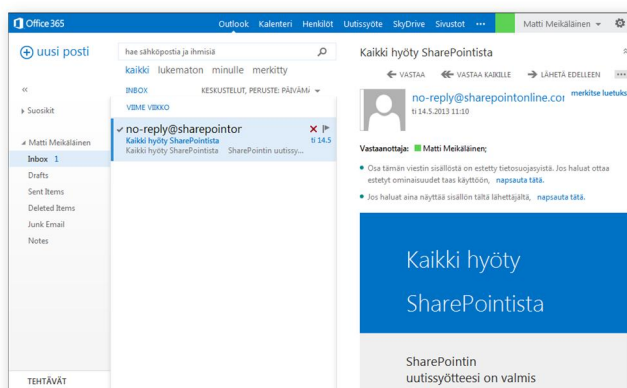 Office 365
Outlook Kalenteri Henkilöt Uutissyöte SkyDrive Sivustot ••• Matti Meikäläinen
uusi posti
hae sähköpostia ja ihmisiä
kaikki lukematon minulle merkitty
INBOX KESKUSTELUT, PERUSTE: PÄIVÄMÄ
VIIME VIIKKO
no-reply@sharepointor
Kaikki hyöty SharePointista ti 14.5
Kaikki hyöty SharePointista SharePointin uutissy...
«
Suosikit
Matti Meikäläinen
Inbox 1
Drafts
Sent Items
Deleted Items
Junk Email
Notes
TEHTÄVÄT
Kaikki hyöty SharePointista
VASTAA VASTAA KAIKILLE LÄHETÄ EDELLEEN •••
no-reply@sharepointonline.cor merkitse luetuks
ti 14.5.2013 11:10
Vastaanottaja: Matti Meikäläinen;
• Osa tämän viestin sisällöstä on estetty tietosuojasyistä. Jos haluat ottaa
estetyt ominaisuudet taas käyttöön, napsauta tätä.
• Jos haluat aina näyttää sisällön tältä lähettäjältä, napsauta tätä.
Kaikki hyöty
SharePointista
SharePointin
uutissyötteesi on valmis